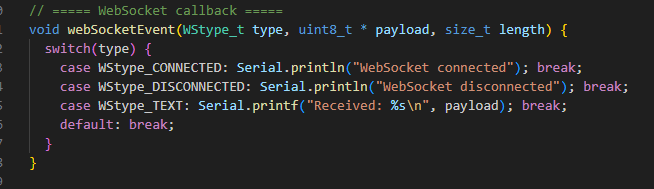 // ===== WebSocket callback =====
void webSocketEvent(WStype_t type, uint8_t * payload, size_t length) {
switch(type) {
case WStype_CONNECTED: Serial.println("WebSocket connected"); break;
case WStype_DISCONNECTED: Serial.println("WebSocket disconnected"); break;
case WStype_TEXT: Serial.printf("Received: %s\n", payload); break;
default: break;
}
}